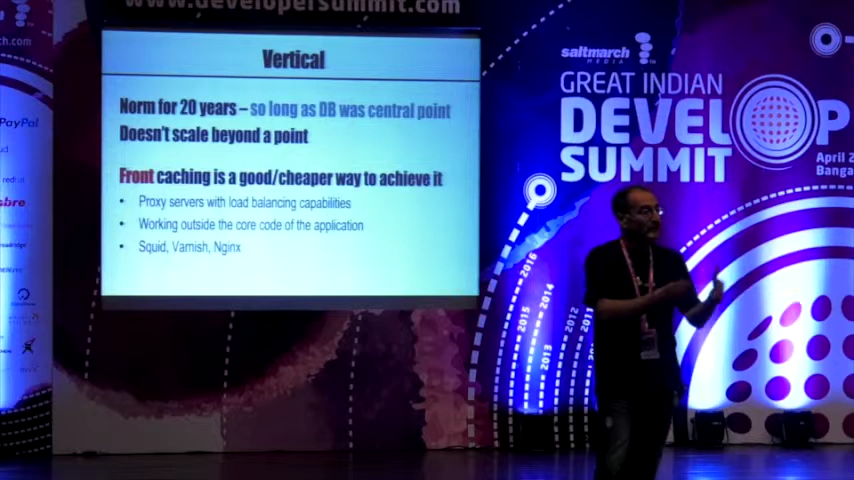 www.developersummit.com
Vertical
Norm for 20 years – so long as DB was central point
Doesn't scale beyond a point
Front caching is a good/cheaper way to achieve it
• Proxy servers with load balancing capabilities
• Working outside the core code of the application
• Squid, Varnish, Nginx
saltmarch
MEDIA
GREAT INDIAN
DEVELOP
SUMMIT
April 2
Banga
2016
2015
2014
2013
2012
PayPal